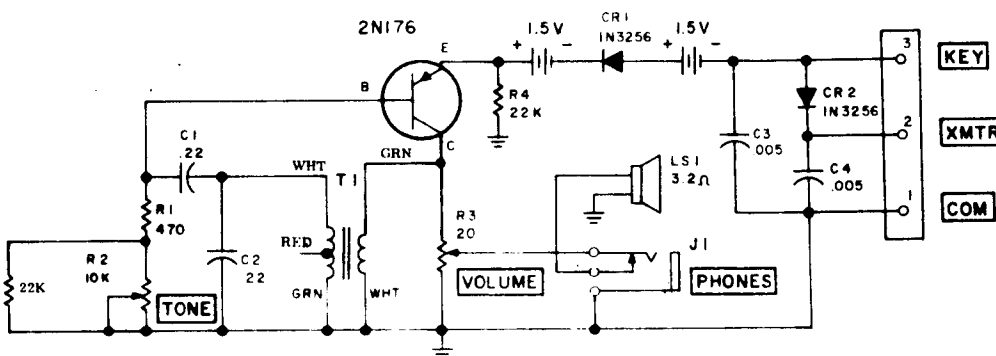 2N176
E
B
C
+ 1.5V -
CR1
1N3256
+ 1.5V -
R4
22K
3
KEY
CR2
1N3256
2
XMTR
C3
.005
C4
.005
1
COM
C1
.22
WHT
T1
GRN
LS1
3.2Ω
R1
470
R2
10K
22K
TONE
C2
.22
RED
GRN
WHT
R3
20
VOLUME
J1
PHONES